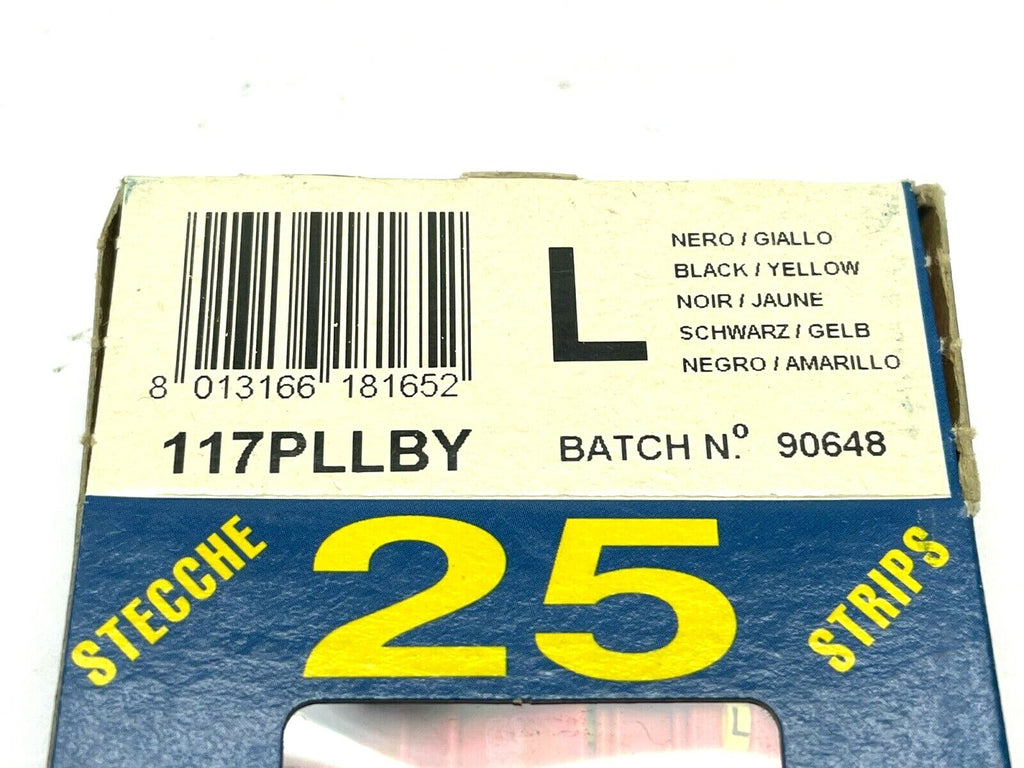 L
NERO / GIALLO
BLACK / YELLOW
NOIR / JAUNE
SCHWARZ / GELB
NEGRO / AMARILLO
8 013166 181652
117PLLBY
BATCH N.º 90648
STECCHE
25
STRIPS
L